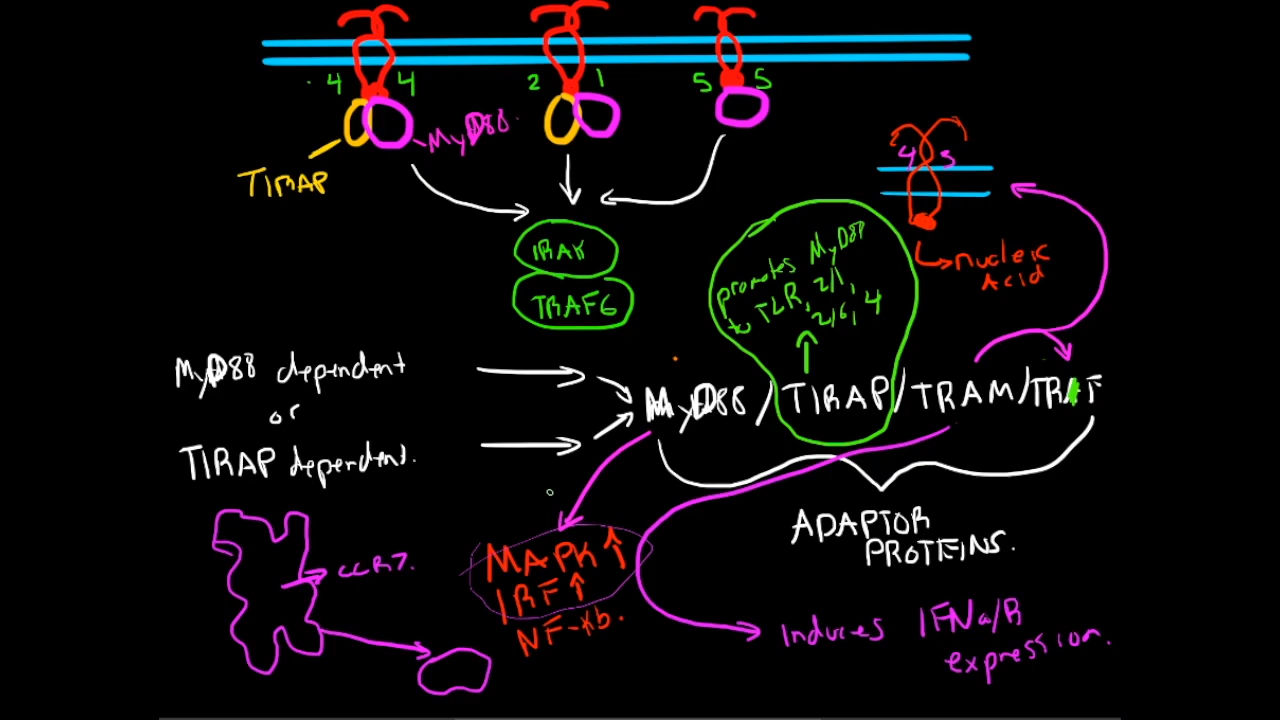 4 4 2 1 5 5
MyD88
TIRAP
4 3
nucleic
Acid
IRAK
TRAF6
promotes MyD88
to TLR, 2/1,
2/6, 4
MyD88 dependent
or
TIRAP dependent.
MyD88 / TIRAP / TRAM / TRIF
ADAPTOR
PROTEINS.
CCR7.
MAPK ↑
IRF ↑
NF-kb.
Induces IFNa/B
expression.